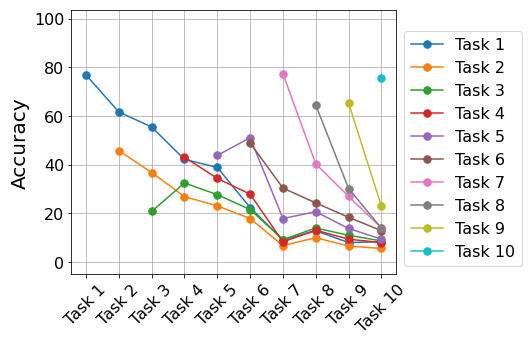 100
80
60
40
20
0
Accuracy
Task 1
Task 2
Task 3
Task 4
Task 5
Task 6
Task 7
Task 8
Task 9
Task 10
Task 1
Task 2
Task 3
Task 4
Task 5
Task 6
Task 7
Task 8
Task 9
Task 10